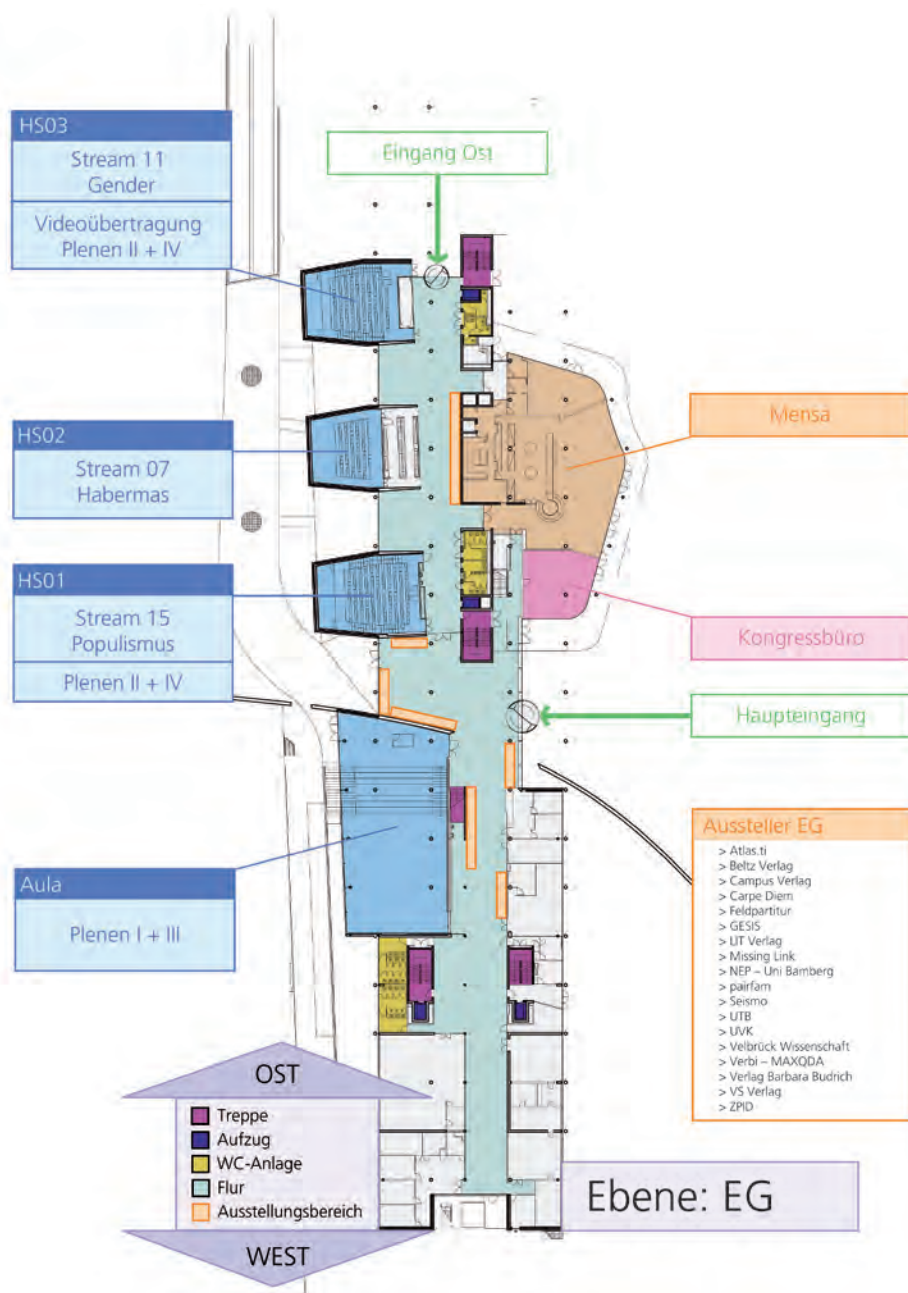 HS03
Stream 11
Gender
Videoübertragung
Plenen II + IV
Eingang Ost
HS02
Stream 07
Habermas
Mensa
HS01
Stream 15
Populismus
Plenen II + IV
Kongressbüro
Haupteingang
Aula
Plenen I + III
Aussteller EG
> Atlas.ti
> Beltz Verlag
> Campus Verlag
> Carpe Diem
> Feldpartitur
> GESIS
> LIT Verlag
> Missing Link
> NEP – Uni Bamberg
> pairfam
> Seismo
> UTB
> UVK
> Velbrück Wissenschaft
> Verbi – MAXQDA
> Verlag Barbara Budrich
> VS Verlag
> ZPID
OST
Treppe
Aufzug
WC-Anlage
Flur
Ausstellungsbereich
WEST
Ebene: EG